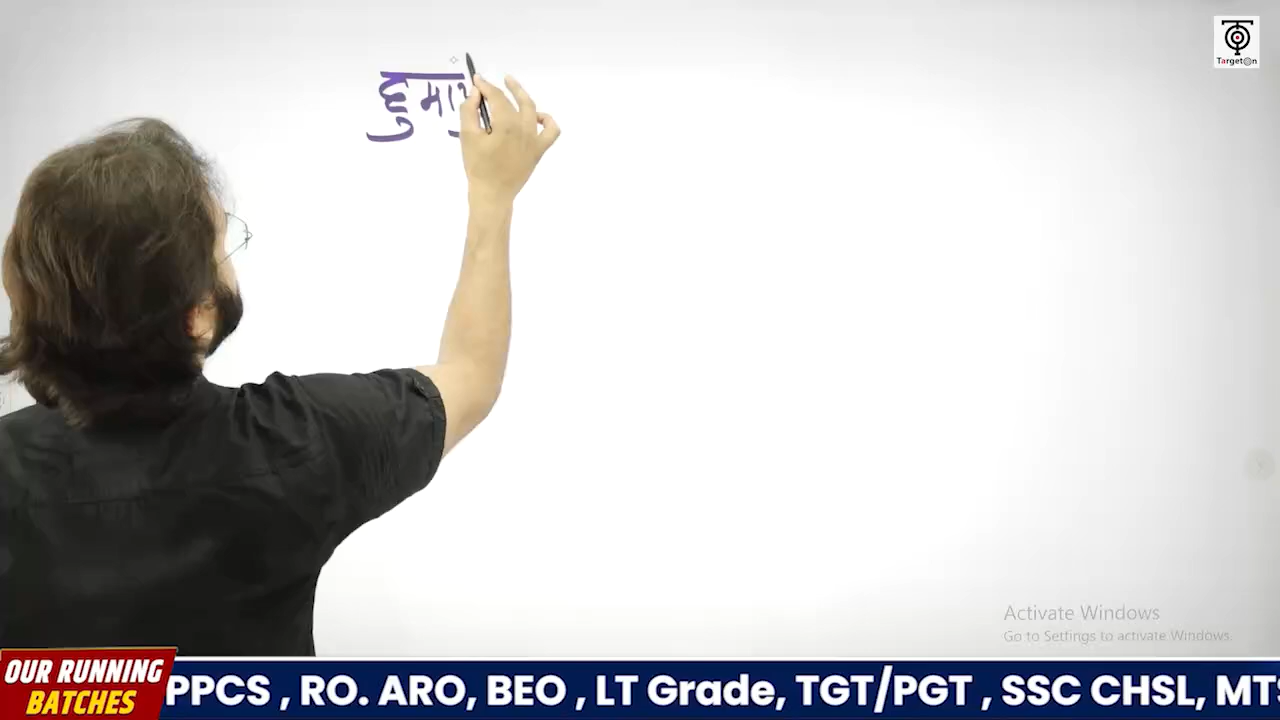 हुमायु
TargetOn
Activate Windows
Go to Settings to activate Windows.
OUR RUNNING
BATCHES
PPCS , RO. ARO, BEO , LT Grade, TGT/PGT , SSC CHSL, MTS